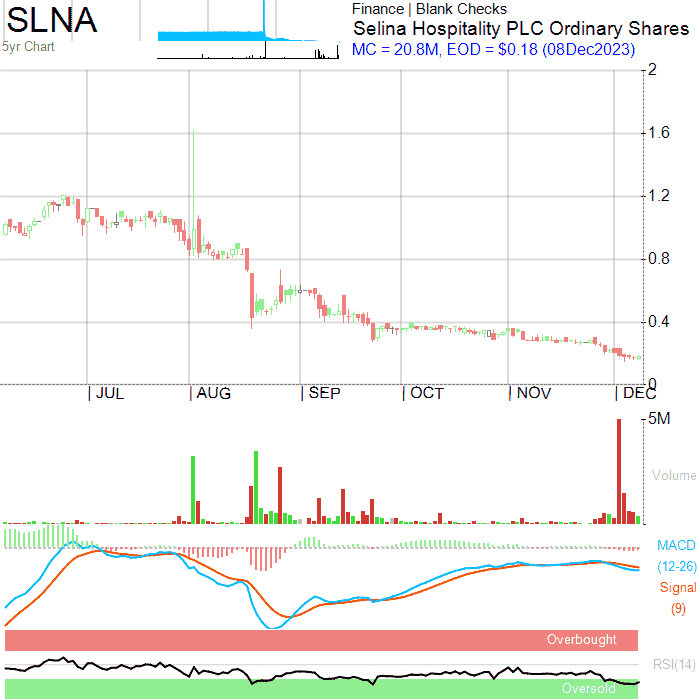 SLNA
5yr Chart
Finance | Blank Checks
Selina Hospitality PLC Ordinary Shares
MC = 20.8M, EOD = $0.18 (08Dec2023)
2
1.6
1.2
0.8
0.4
0
JUL AUG SEP OCT NOV DEC
5M
Volume
MACD
(12-26)
Signal
(9)
Overbought
RSI(14)
Oversold